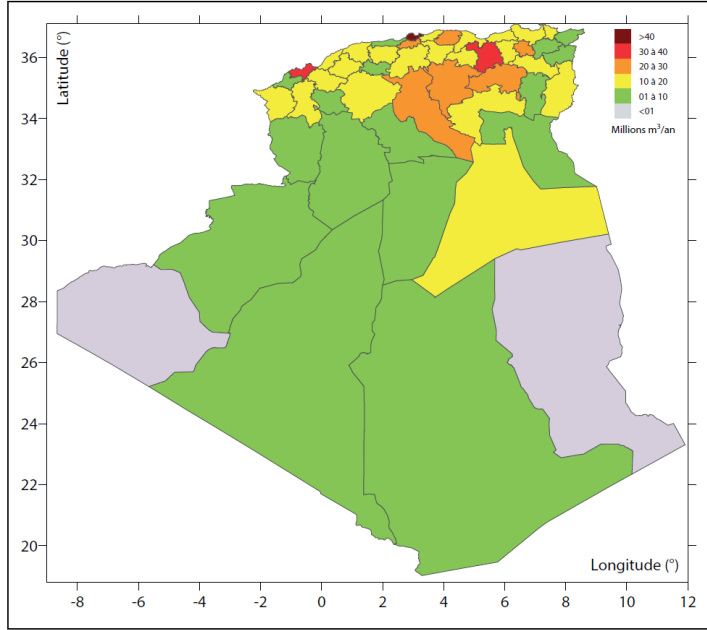 36
34
32
30
28
26
24
22
20
Latitude (°)
>40
30 à 40
20 à 30
10 à 20
01 à 10
<01
Millions m³/an
Longitude (°)
-8 -6 -4 -2 0 2 4 6 8 10 12